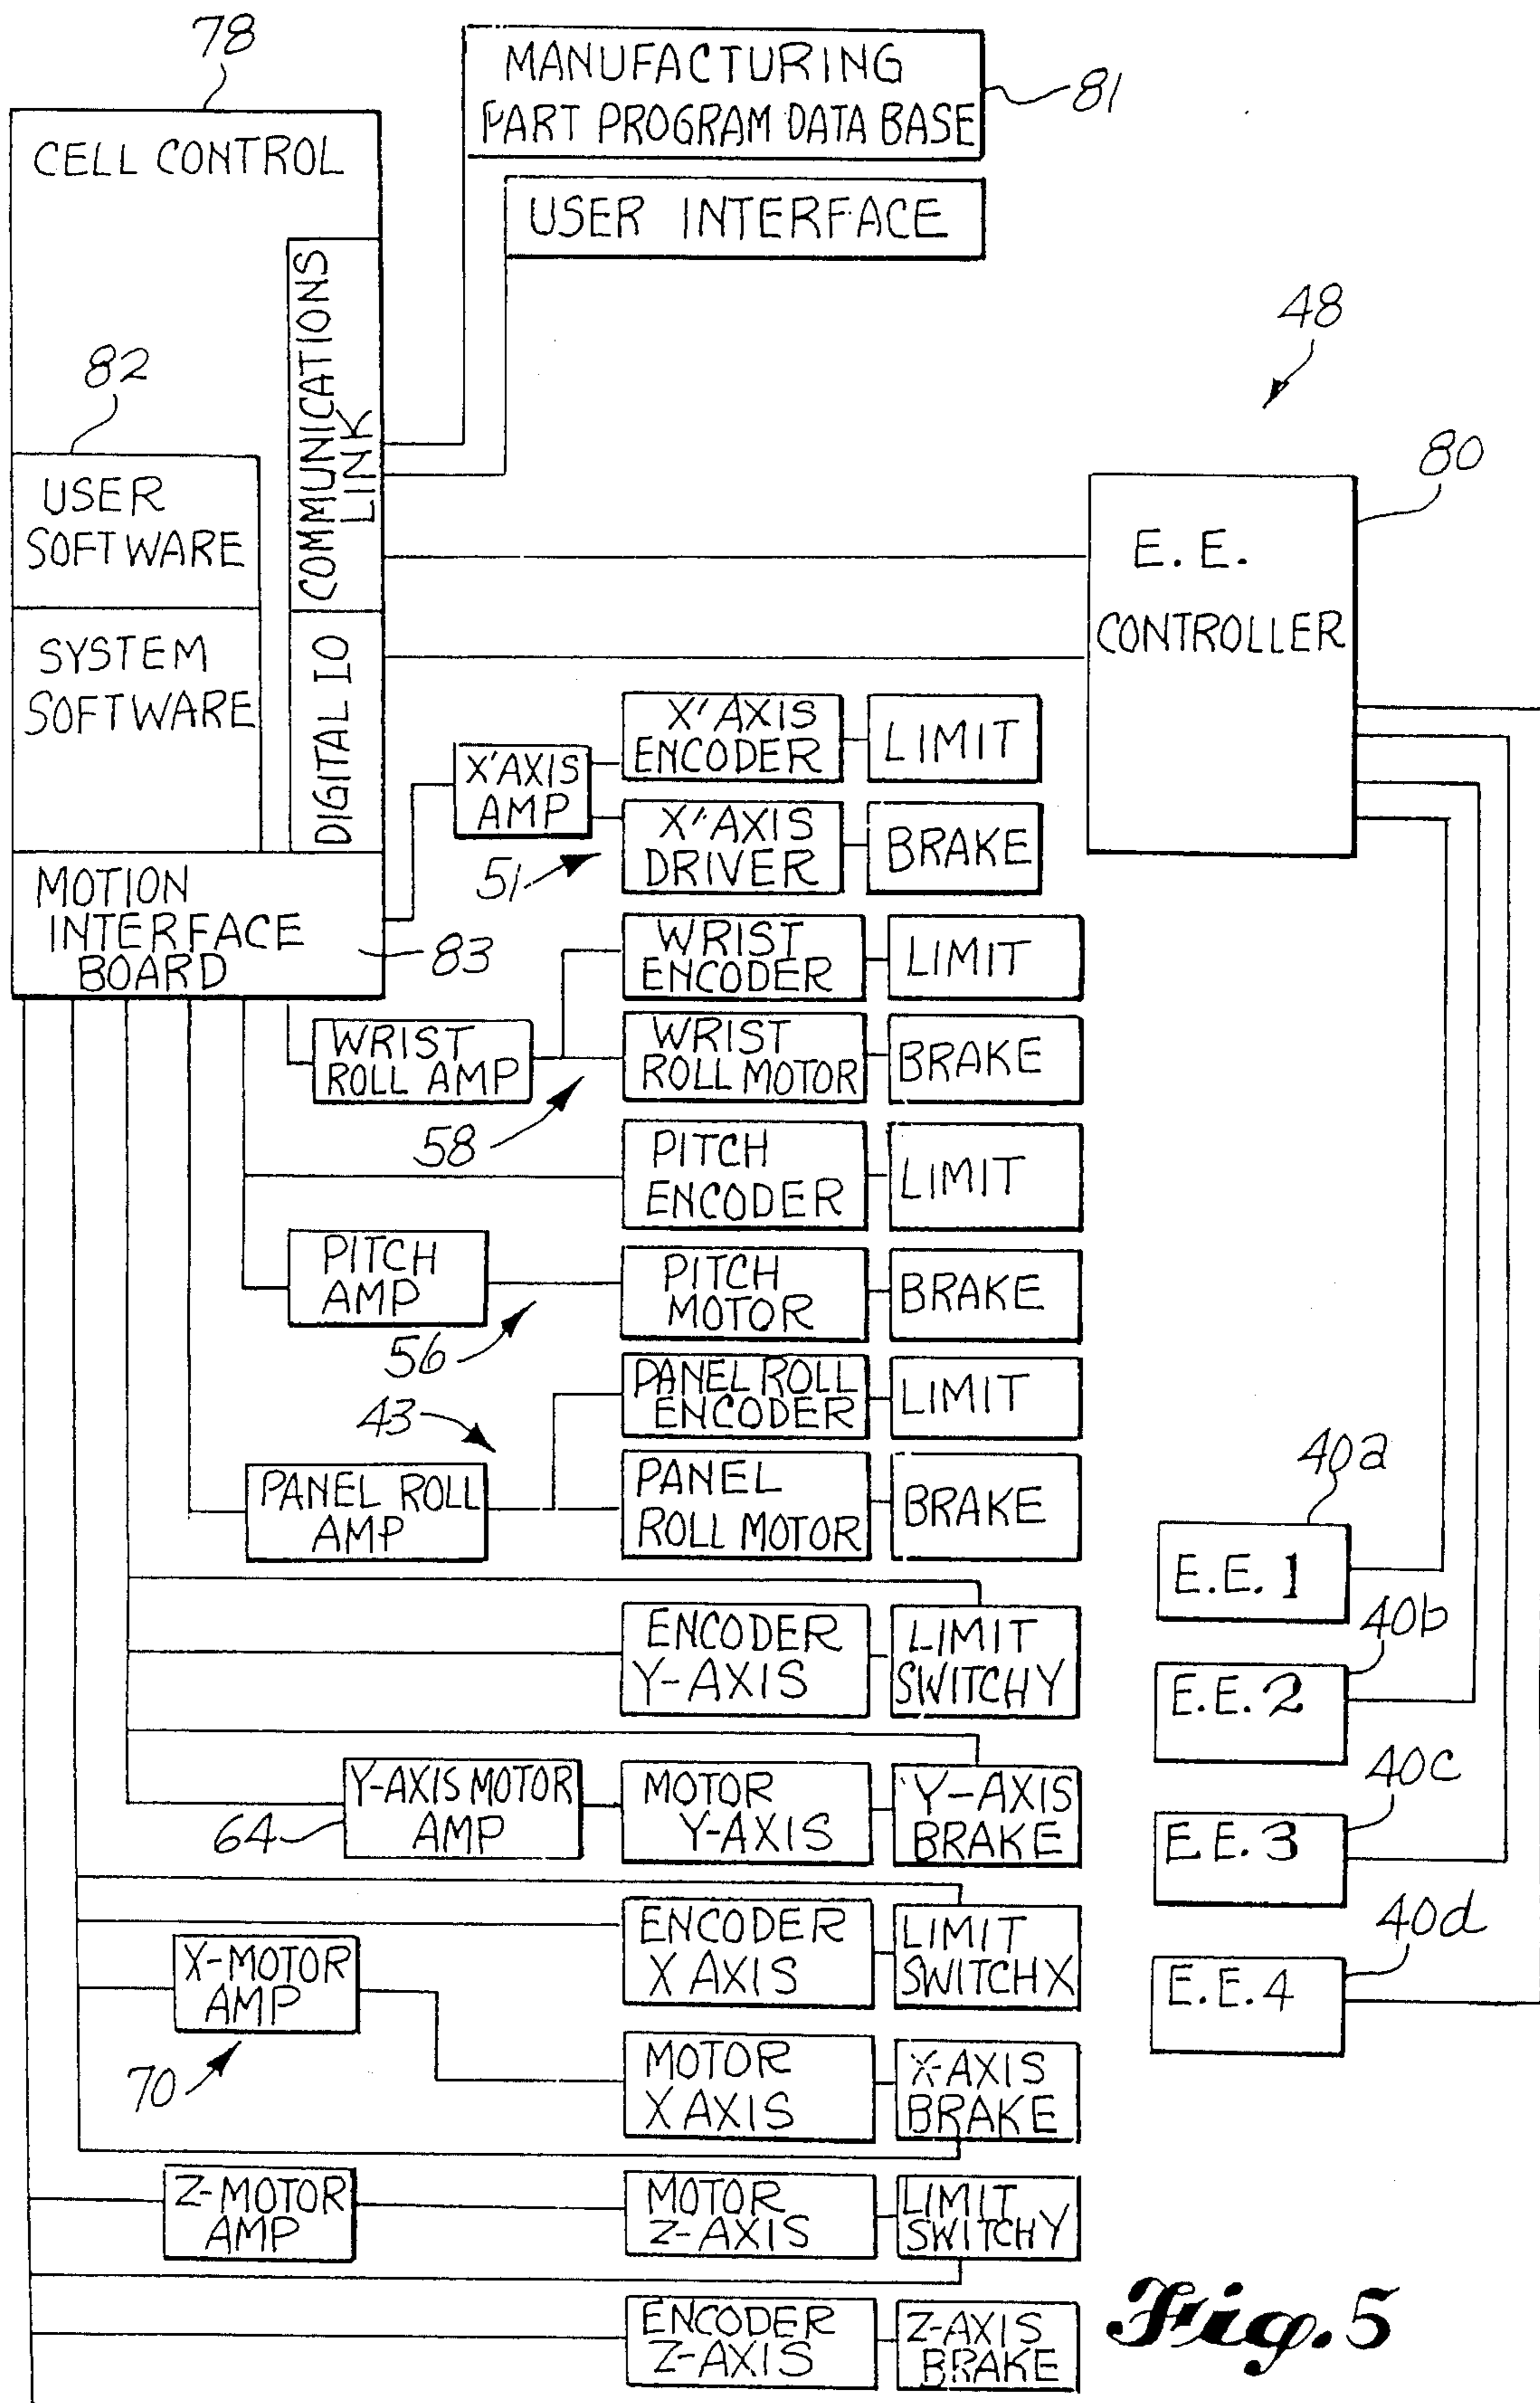 78
CELL CONTROL
MANUFACTURING
PART PROGRAM DATA BASE
81
USER INTERFACE
COMMUNICATIONS
LINK
82
USER
SOFTWARE
SYSTEM
SOFTWARE
DIGITAL IO
MOTION
INTERFACE
BOARD
83
48
80
E. E.
CONTROLLER
X' AXIS
AMP
X' AXIS
ENCODER
LIMIT
51
X' AXIS
DRIVER
BRAKE
WRIST
ENCODER
LIMIT
WRIST
ROLL AMP
58
WRIST
ROLL MOTOR
BRAKE
PITCH
ENCODER
LIMIT
PITCH
AMP
56
PITCH
MOTOR
BRAKE
43
PANEL ROLL
ENCODER
LIMIT
PANEL ROLL
AMP
PANEL
ROLL MOTOR
BRAKE
40a
E.E. 1
40b
E.E. 2
40c
E.E. 3
40d
E.E. 4
ENCODER
Y-AXIS
LIMIT
SWITCHY
Y-AXIS MOTOR
AMP
64
MOTOR
Y-AXIS
Y-AXIS
BRAKE
ENCODER
X AXIS
LIMIT
SWITCHX
X-MOTOR
AMP
70
MOTOR
X AXIS
X-AXIS
BRAKE
Z-MOTOR
AMP
MOTOR
Z-AXIS
LIMIT
SWITCHY
ENCODER
Z-AXIS
Z-AXIS
BRAKE
Fig. 5